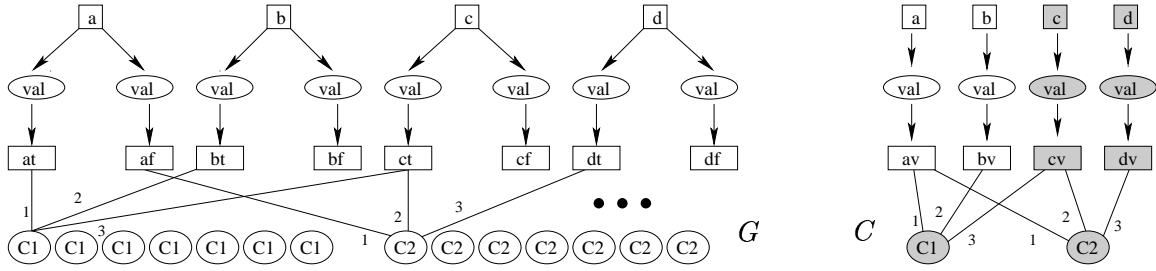 a b c d a b c d
val val val val val val val val val val val val
at af bt bf ct cf dt df av bv cv dv
1 2 3 1 2 3 1 2 3 1 2 3
C1 C1 C1 C1 C1 C1 C1 C2 C2 C2 C2 C2 C2 C2 G C C1 C2